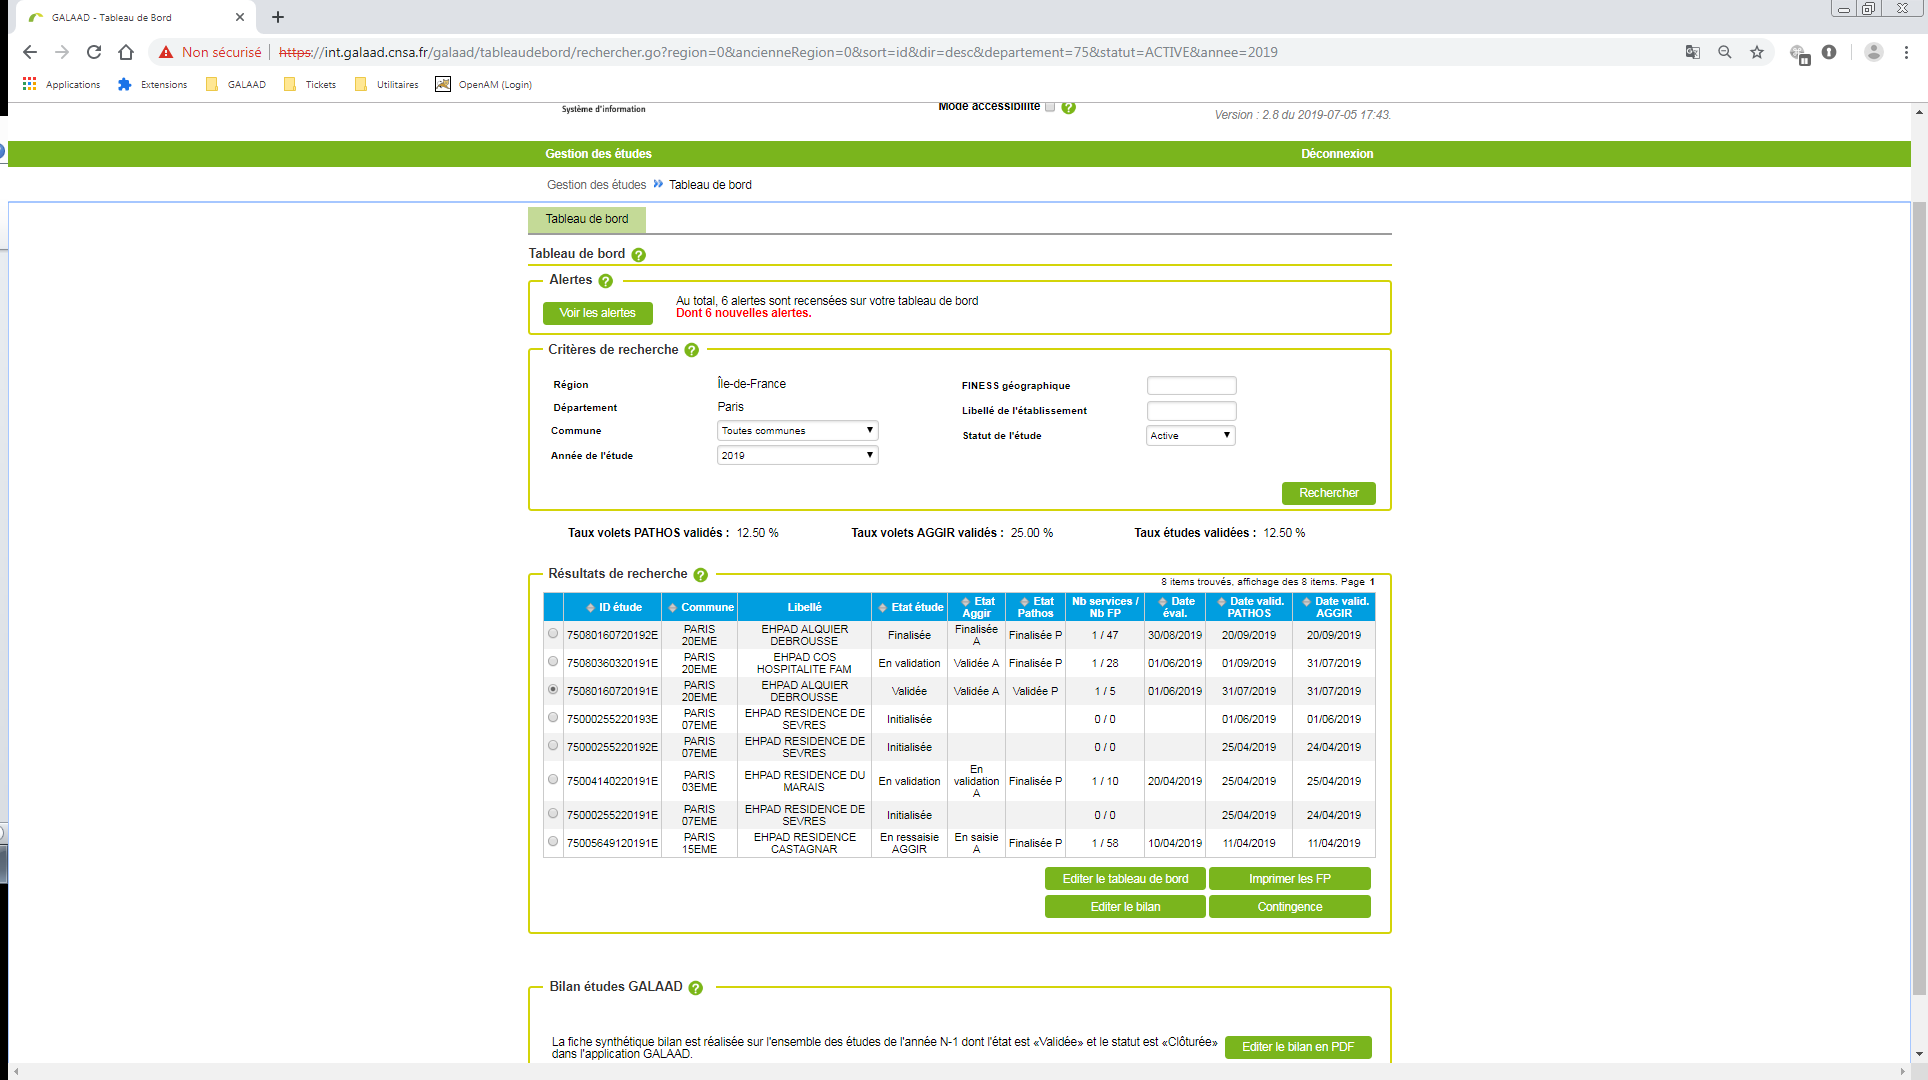 GALAAD - Tableau de Bord
Non sécurisé | https://int.galaad.cnsa.fr/galaad/tableaudebord/rechercher.go?region=0&ancienneRegion=0&sort=id&dir=desc&departement=75&statut=ACTIVE&annee=2019
Applications Extensions GALAAD Tickets Utilitaires OpenAM (Login)
Système d'information
Mode accessibilité
Version : 2.8 du 2019-07-05 17:43.
Gestion des études Déconnexion
Gestion des études Tableau de bord
Tableau de bord
Tableau de bord
Alertes
Voir les alertes
Au total, 6 alertes sont recensées sur votre tableau de bord
Dont 6 nouvelles alertes.
Critères de recherche
Région Île-de-France FINESS géographique
Département Paris Libellé de l'établissement
Commune Toutes communes Statut de l'étude Active
Année de l'étude 2019
Rechercher
Taux volets PATHOS validés : 12.50 % Taux volets AGGIR validés : 25.00 % Taux études validées : 12.50 %
Résultats de recherche
8 items trouvés, affichage des 8 items. Page 1
ID étude Commune Libellé Etat étude Etat Aggir Etat Pathos Nb services / Nb FP Date éval. Date valid. PATHOS Date valid. AGGIR
75080160720192E PARIS 20EME EHPAD ALQUIER DEBROUSSE Finalisée Finalisée A Finalisée P 1 / 47 30/08/2019 20/09/2019 20/09/2019
75080360320191E PARIS 20EME EHPAD COS HOSPITALITE FAM En validation Validée A Finalisée P 1 / 28 01/06/2019 01/09/2019 31/07/2019
75080160720191E PARIS 20EME EHPAD ALQUIER DEBROUSSE Validée Validée A Validée P 1 / 5 01/06/2019 31/07/2019 31/07/2019
75000255220193E PARIS 07EME EHPAD RESIDENCE DE SEVRES Initialisée 0 / 0 01/06/2019 01/06/2019
75000255220192E PARIS 07EME EHPAD RESIDENCE DE SEVRES Initialisée 0 / 0 25/04/2019 24/04/2019
75004140220191E PARIS 03EME EHPAD RESIDENCE DU MARAIS En validation En validation A Finalisée P 1 / 10 20/04/2019 25/04/2019 25/04/2019
75000255220191E PARIS 07EME EHPAD RESIDENCE DE SEVRES Initialisée 0 / 0 25/04/2019 24/04/2019
75005649120191E PARIS 15EME EHPAD RESIDENCE CASTAGNAR En ressaisie AGGIR En saisie A Finalisée P 1 / 58 10/04/2019 11/04/2019 11/04/2019
Editer le tableau de bord Imprimer les FP
Editer le bilan Contingence
Bilan études GALAAD
La fiche synthétique bilan est réalisée sur l'ensemble des études de l'année N-1 dont l'état est «Validée» et le statut est «Clôturée»
dans l'application GALAAD.
Editer le bilan en PDF